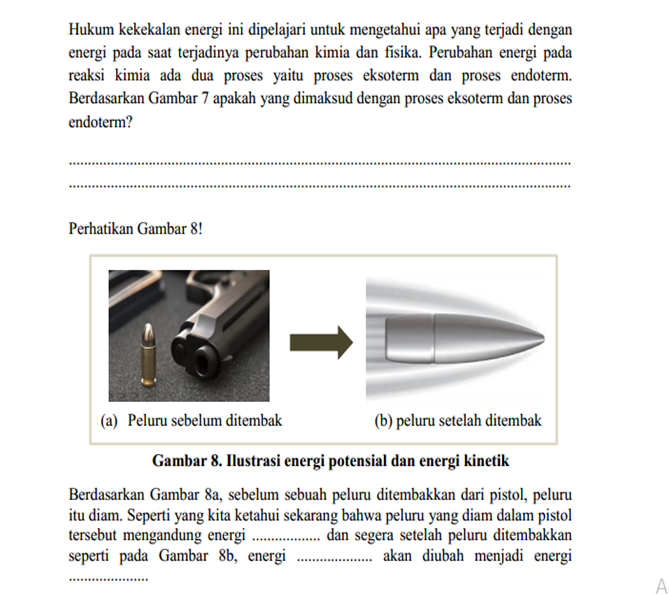 Hukum kekekalan energi ini dipelajari untuk mengetahui apa yang terjadi dengan
energi pada saat terjadinya perubahan kimia dan fisika. Perubahan energi pada
reaksi kimia ada dua proses yaitu proses eksoterm dan proses endoterm.
Berdasarkan Gambar 7 apakah yang dimaksud dengan proses eksoterm dan proses
endoterm?
................................................................................
................................................................................
Perhatikan Gambar 8!
(a) Peluru sebelum ditembak
(b) peluru setelah ditembak
Gambar 8. Ilustrasi energi potensial dan energi kinetik
Berdasarkan Gambar 8a, sebelum sebuah peluru ditembakkan dari pistol, peluru
itu diam. Seperti yang kita ketahui sekarang bahwa peluru yang diam dalam pistol
tersebut mengandung energi .................. dan segera setelah peluru ditembakkan
seperti pada Gambar 8b, energi .................... akan diubah menjadi energi
.....................
A